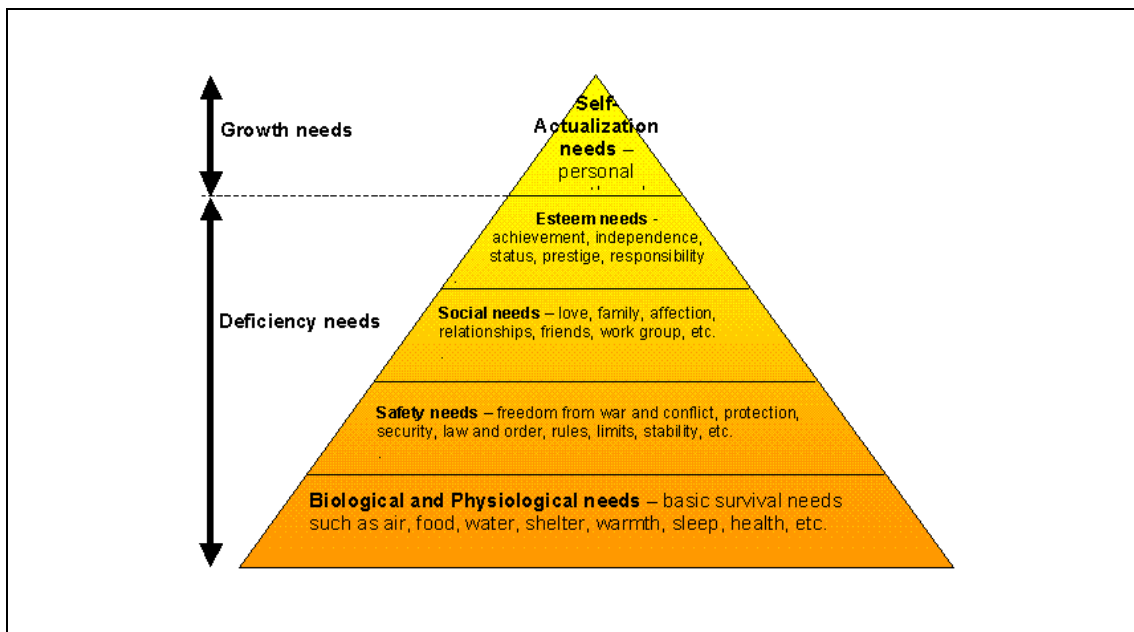 Growth needs
Self-
Actualization
needs –
personal
Esteem needs -
achievement, independence,
status, prestige, responsibility
.
Deficiency needs
Social needs – love, family, affection,
relationships, friends, work group, etc.
.
Safety needs – freedom from war and conflict, protection,
security, law and order, rules, limits, stability, etc.
.
Biological and Physiological needs – basic survival needs
such as air, food, water, shelter, warmth, sleep, health, etc.